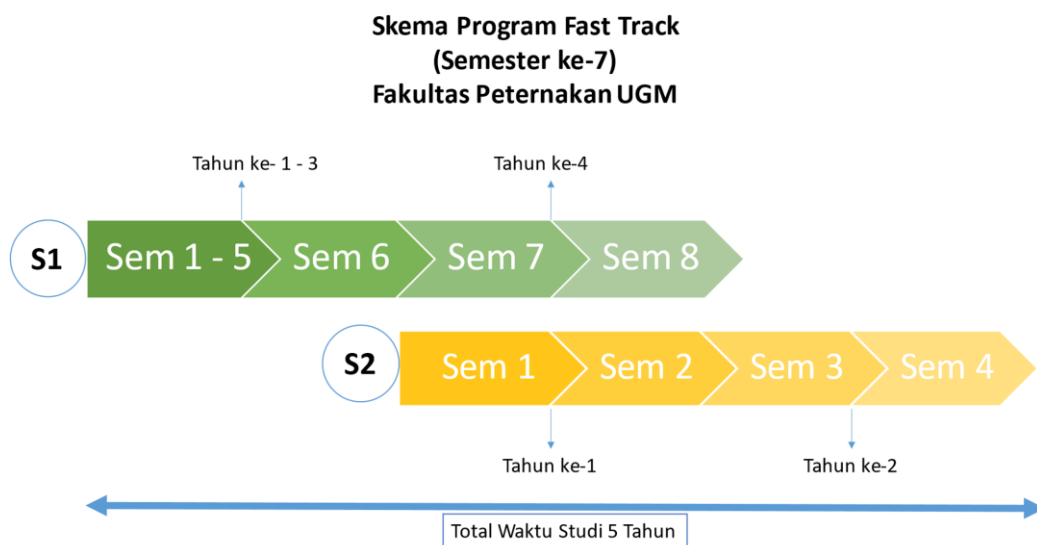 Skema Program Fast Track
(Semester ke-7)
Fakultas Peternakan UGM
Tahun ke- 1 - 3
Tahun ke-4
S1
Sem 1 - 5
Sem 6
Sem 7
Sem 8
S2
Sem 1
Sem 2
Sem 3
Sem 4
Tahun ke-1
Tahun ke-2
Total Waktu Studi 5 Tahun